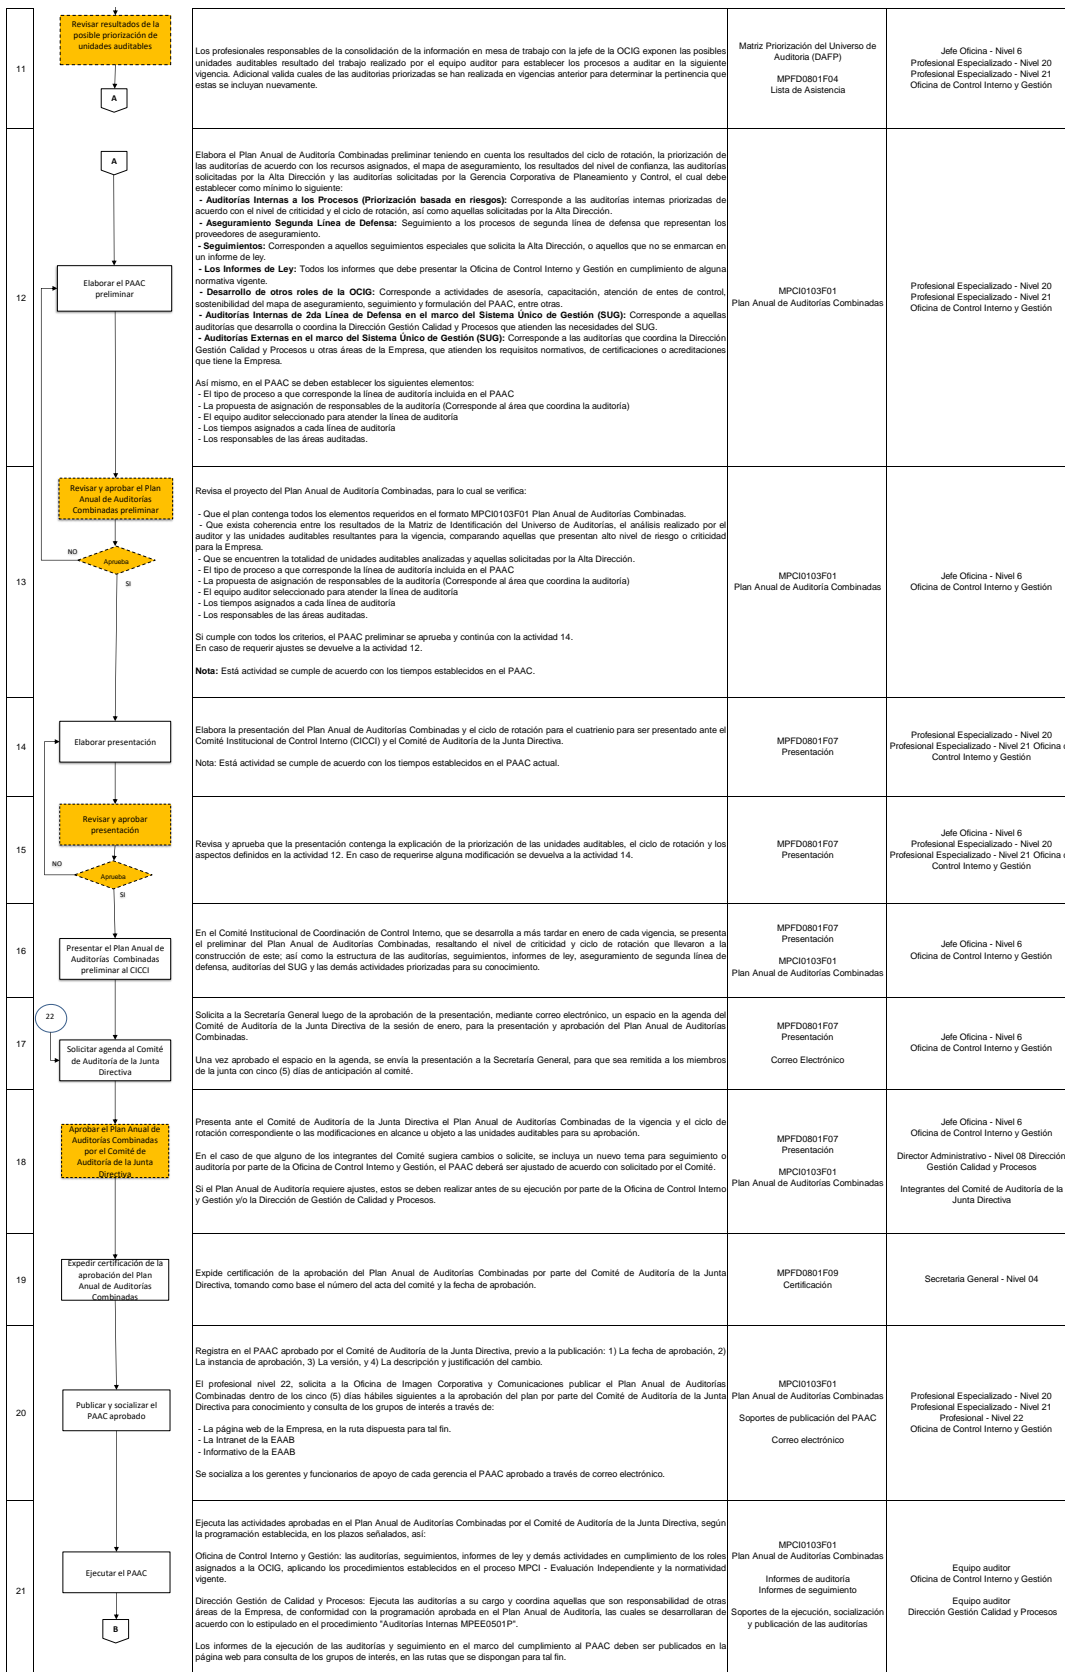 11
Revisar resultados de la
posible priorización de
unidades auditables
A
Los profesionales responsables de la consolidación de la información en mesa de trabajo con la jefe de la OCIG exponen las posibles
unidades auditables resultado del trabajo realizado por el equipo auditor para establecer los procesos a auditar en la siguiente
vigencia. Adicional valida cuales de las auditorias priorizadas se han realizada en vigencias anterior para determinar la pertinencia que
estas se incluyan nuevamente.
Matriz Priorización del Universo de
Auditoria (DAFP)
MPFD0801F04
Lista de Asistencia
Jefe Oficina - Nivel 6
Profesional Especializado - Nivel 20
Profesional Especializado - Nivel 21
Oficina de Control Interno y Gestión
12
A
Elaborar el PAAC
preliminar
Elabora el Plan Anual de Auditoría Combinadas preliminar teniendo en cuenta los resultados del ciclo de rotación, la priorización de
las auditorías de acuerdo con los recursos asignados, el mapa de aseguramiento, los resultados del nivel de confianza, las auditorías
solicitadas por la Alta Dirección y las auditorías solicitadas por la Gerencia Corporativa de Planeamiento y Control, el cual debe
establecer como mínimo lo siguiente:
- Auditorías Internas a los Procesos (Priorización basada en riesgos): Corresponde a las auditorías internas priorizadas de
acuerdo con el nivel de criticidad y el ciclo de rotación, así como aquellas solicitadas por la Alta Dirección.
- Aseguramiento Segunda Línea de Defensa: Seguimiento a los procesos de segunda línea de defensa que representan los
proveedores de aseguramiento.
- Seguimientos: Corresponden a aquellos seguimientos especiales que solicita la Alta Dirección, o aquellos que no se enmarcan en
un informe de ley.
- Los Informes de Ley: Todos los informes que debe presentar la Oficina de Control Interno y Gestión en cumplimiento de alguna
normativa vigente.
- Desarrollo de otros roles de la OCIG: Corresponde a actividades de asesoría, capacitación, atención de entes de control,
sostenibilidad del mapa de aseguramiento, seguimiento y formulación del PAAC, entre otras.
- Auditorías Internas de 2da Línea de Defensa en el marco del Sistema Único de Gestión (SUG): Corresponde a aquellas
auditorías que desarrolla o coordina la Dirección Gestión Calidad y Procesos que atienden las necesidades del SUG.
- Auditorías Externas en el marco del Sistema Único de Gestión (SUG): Corresponde a las auditorías que coordina la Dirección
Gestión Calidad y Procesos u otras áreas de la Empresa, que atienden los requisitos normativos, de certificaciones o acreditaciones
que tiene la Empresa.
Así mismo, en el PAAC se deben establecer los siguientes elementos:
- El tipo de proceso a que corresponde la línea de auditoría incluida en el PAAC
- La propuesta de asignación de responsables de la auditoría (Corresponde al área que coordina la auditoría)
- El equipo auditor seleccionado para atender la línea de auditoría
- Los tiempos asignados a cada línea de auditoría
- Los responsables de las áreas auditadas.
MPCI0103F01
Plan Anual de Auditorías Combinadas
Profesional Especializado - Nivel 20
Profesional Especializado - Nivel 21
Oficina de Control Interno y Gestión
13
Revisar y aprobar el Plan
Anual de Auditorías
Combinadas preliminar
NO
Aprueba
SI
Revisa el proyecto del Plan Anual de Auditoría Combinadas, para lo cual se verifica:
- Que el plan contenga todos los elementos requeridos en el formato MPCI0103F01 Plan Anual de Auditorías Combinadas.
- Que exista coherencia entre los resultados de la Matriz de Identificación del Universo de Auditorías, el análisis realizado por el
auditor y las unidades auditables resultantes para la vigencia, comparando aquellas que presentan alto nivel de riesgo o criticidad
para la Empresa.
- Que se encuentren la totalidad de unidades auditables analizadas y aquellas solicitadas por la Alta Dirección.
- El tipo de proceso a que corresponde la línea de auditoría incluida en el PAAC
- La propuesta de asignación de responsables de la auditoría (Corresponde al área que coordina la auditoría)
- El equipo auditor seleccionado para atender la línea de auditoría
- Los tiempos asignados a cada línea de auditoría
- Los responsables de las áreas auditadas.
Si cumple con todos los criterios, el PAAC preliminar se aprueba y continúa con la actividad 14.
En caso de requerir ajustes se devuelve a la actividad 12.
Nota: Está actividad se cumple de acuerdo con los tiempos establecidos en el PAAC.
MPCI0103F01
Plan Anual de Auditoría Combinadas
Jefe Oficina - Nivel 6
Oficina de Control Interno y Gestión
14
Elaborar presentación
Elabora la presentación del Plan Anual de Auditorías Combinadas y el ciclo de rotación para el cuatrienio para ser presentado ante el
Comité Institucional de Control Interno (CICCI) y el Comité de Auditoría de la Junta Directiva.
Nota: Está actividad se cumple de acuerdo con los tiempos establecidos en el PAAC actual.
MPFD0801F07
Presentación
Profesional Especializado - Nivel 20
Profesional Especializado - Nivel 21 Oficina
Control Interno y Gestión
15
Revisar y aprobar
presentación
NO
Aprueba
SI
Revisa y aprueba que la presentación contenga la explicación de la priorización de las unidades auditables, el ciclo de rotación y los
aspectos definidos en la actividad 12. En caso de requerirse alguna modificación se devuelva a la actividad 14.
MPFD0801F07
Presentación
Jefe Oficina - Nivel 6
Profesional Especializado - Nivel 20
Profesional Especializado - Nivel 21 Oficina
Control Interno y Gestión
16
Presentar el Plan Anual de
Auditorías Combinadas
preliminar al CICCI
En el Comité Institucional de Coordinación de Control Interno, que se desarrolla a más tardar en enero de cada vigencia, se presenta
el preliminar del Plan Anual de Auditorías Combinadas, resaltando el nivel de criticidad y ciclo de rotación que llevaron a la
construcción de este; así como la estructura de las auditorías, seguimientos, informes de ley, aseguramiento de segunda línea de
defensa, auditorías del SUG y las demás actividades priorizadas para su conocimiento.
MPFD0801F07
Presentación
MPCI0103F01
Plan Anual de Auditorías Combinadas
Jefe Oficina - Nivel 6
Oficina de Control Interno y Gestión
17
22
Solicitar agenda al Comité
de Auditoría de la Junta
Directiva
Solicita a la Secretaría General luego de la aprobación de la presentación, mediante correo electrónico, un espacio en la agenda del
Comité de Auditoría de la Junta Directiva de la sesión de enero, para la presentación y aprobación del Plan Anual de Auditorías
Combinadas.
Una vez aprobado el espacio en la agenda, se envía la presentación a la Secretaría General, para que sea remitida a los miembros
de la junta con cinco (5) días de anticipación al comité.
MPFD0801F07
Presentación
Correo Electrónico
Jefe Oficina - Nivel 6
Oficina de Control Interno y Gestión
18
Aprobar el Plan Anual de
Auditorías Combinadas
por el Comité de
Auditoría de la Junta
Directiva
Presenta ante el Comité de Auditoría de la Junta Directiva el Plan Anual de Auditorías Combinadas de la vigencia y el ciclo de
rotación correspondiente o las modificaciones en alcance u objeto a las unidades auditables para su aprobación.
En el caso de que alguno de los integrantes del Comité sugiera cambios o solicite, se incluya un nuevo tema para seguimiento o
auditoría por parte de la Oficina de Control Interno y Gestión, el PAAC deberá ser ajustado de acuerdo con solicitado por el Comité.
Si el Plan Anual de Auditoría requiere ajustes, estos se deben realizar antes de su ejecución por parte de la Oficina de Control Interno
y Gestión y/o la Dirección de Gestión de Calidad y Procesos.
MPFD0801F07
Presentación
MPCI0103F01
Plan Anual de Auditorías Combinadas
Jefe Oficina - Nivel 6
Oficina de Control Interno y Gestión
Director Administrativo - Nivel 08 Dirección
Gestión Calidad y Procesos
Integrantes del Comité de Auditoría de la
Junta Directiva
19
Expedir certificación de la
aprobación del Plan
Anual de Auditorías
Combinadas
Expide certificación de la aprobación del Plan Anual de Auditorías Combinadas por parte del Comité de Auditoría de la Junta
Directiva, tomando como base el número del acta del comité y la fecha de aprobación.
MPFD0801F09
Certificación
Secretaria General - Nivel 04
20
Publicar y socializar el
PAAC aprobado
Registra en el PAAC aprobado por el Comité de Auditoría de la Junta Directiva, previo a la publicación: 1) La fecha de aprobación, 2)
La instancia de aprobación, 3) La versión, y 4) La descripción y justificación del cambio.
El profesional nivel 22, solicita a la Oficina de Imagen Corporativa y Comunicaciones publicar el Plan Anual de Auditorías
Combinadas dentro de los cinco (5) días hábiles siguientes a la aprobación del plan por parte del Comité de Auditoría de la Junta
Directiva para conocimiento y consulta de los grupos de interés a través de:
- La página web de la Empresa, en la ruta dispuesta para tal fin.
- La Intranet de la EAAB
- Informativo de la EAAB
Se socializa a los gerentes y funcionarios de apoyo de cada gerencia el PAAC aprobado a través de correo electrónico.
MPCI0103F01
Plan Anual de Auditorías Combinadas
Soportes de publicación del PAAC
Correo electrónico
Profesional Especializado - Nivel 20
Profesional Especializado - Nivel 21
Profesional - Nivel 22
Oficina de Control Interno y Gestión
21
Ejecutar el PAAC
B
Ejecuta las actividades aprobadas en el Plan Anual de Auditorías Combinadas por el Comité de Auditoría de la Junta Directiva, según
la programación establecida, en los plazos señalados, así:
Oficina de Control Interno y Gestión: las auditorías, seguimientos, informes de ley y demás actividades en cumplimiento de los roles
asignados a la OCIG, aplicando los procedimientos establecidos en el proceso MPCI - Evaluación Independiente y la normatividad
vigente.
Dirección Gestión de Calidad y Procesos: Ejecuta las auditorías a su cargo y coordina aquellas que son responsabilidad de otras
áreas de la Empresa, de conformidad con la programación aprobada en el Plan Anual de Auditoría, las cuales se desarrollaran de
acuerdo con lo estipulado en el procedimiento "Auditorías Internas MPEE0501P".
Los informes de la ejecución de las auditorías y seguimiento en el marco del cumplimiento al PAAC deben ser publicados en la
página web para consulta de los grupos de interés, en las rutas que se dispongan para tal fin.
MPCI0103F01
Plan Anual de Auditorías Combinadas
Informes de auditoría
Informes de seguimiento
Soportes de la ejecución, socialización
y publicación de las auditorías
Equipo auditor
Oficina de Control Interno y Gestión
Equipo auditor
Dirección Gestión Calidad y Procesos